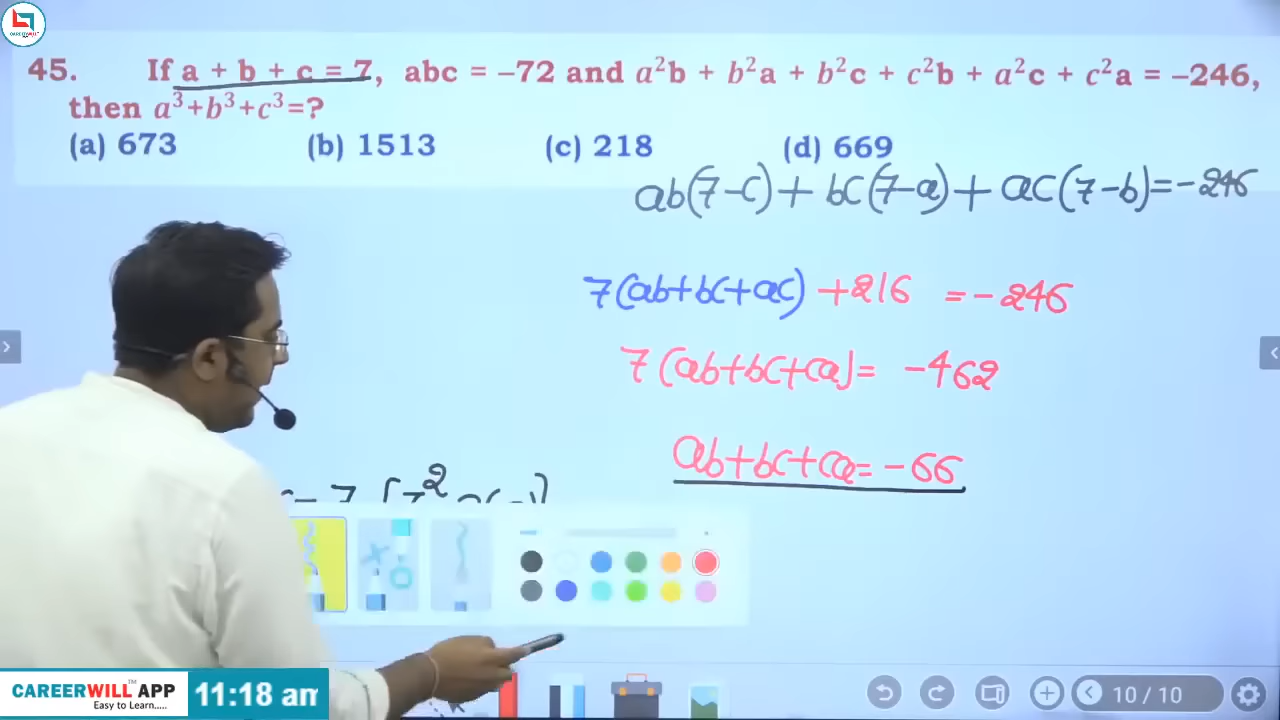 CAREERWILL
45. If a + b + c = 7, abc = –72 and a²b + b²a + b²c + c²b + a²c + c²a = –246,
then a³+b³+c³=?
(a) 673 (b) 1513 (c) 218 (d) 669
ab(7-c) + bc(7-a) + ac(7-b) = -246
7(ab+bc+ac) +216 = -246
7(ab+bc+ca) = -462
ab+bc+ca = -66
CAREERWILL™ APP
Easy to Learn.....
11:18 am
10 / 10